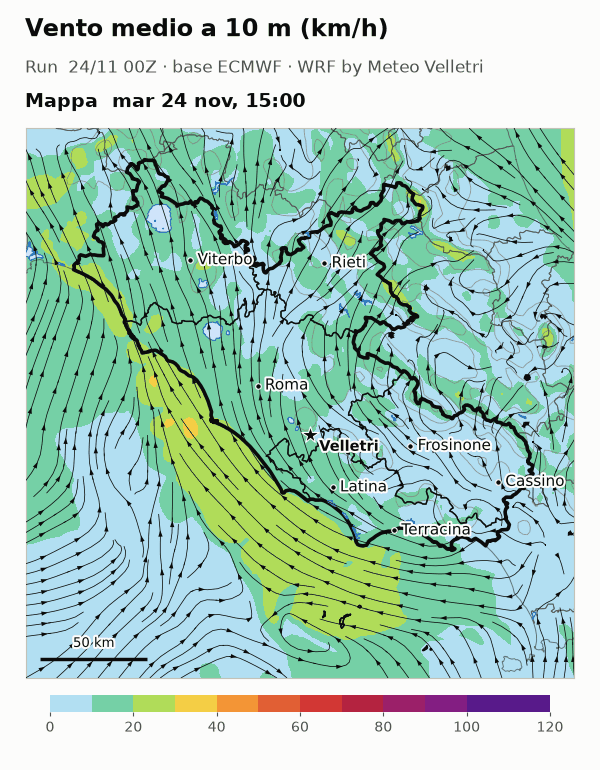 Vento medio a 10 m (km/h)
Run  24/11 00Z · base ECMWF · WRF by Meteo Velletri
Mappa  mar 24 nov, 15:00
Viterbo
Rieti
Roma
Velletri
Frosinone
Latina
Cassino
Terracina
50 km
0 20 40 60 80 100 120